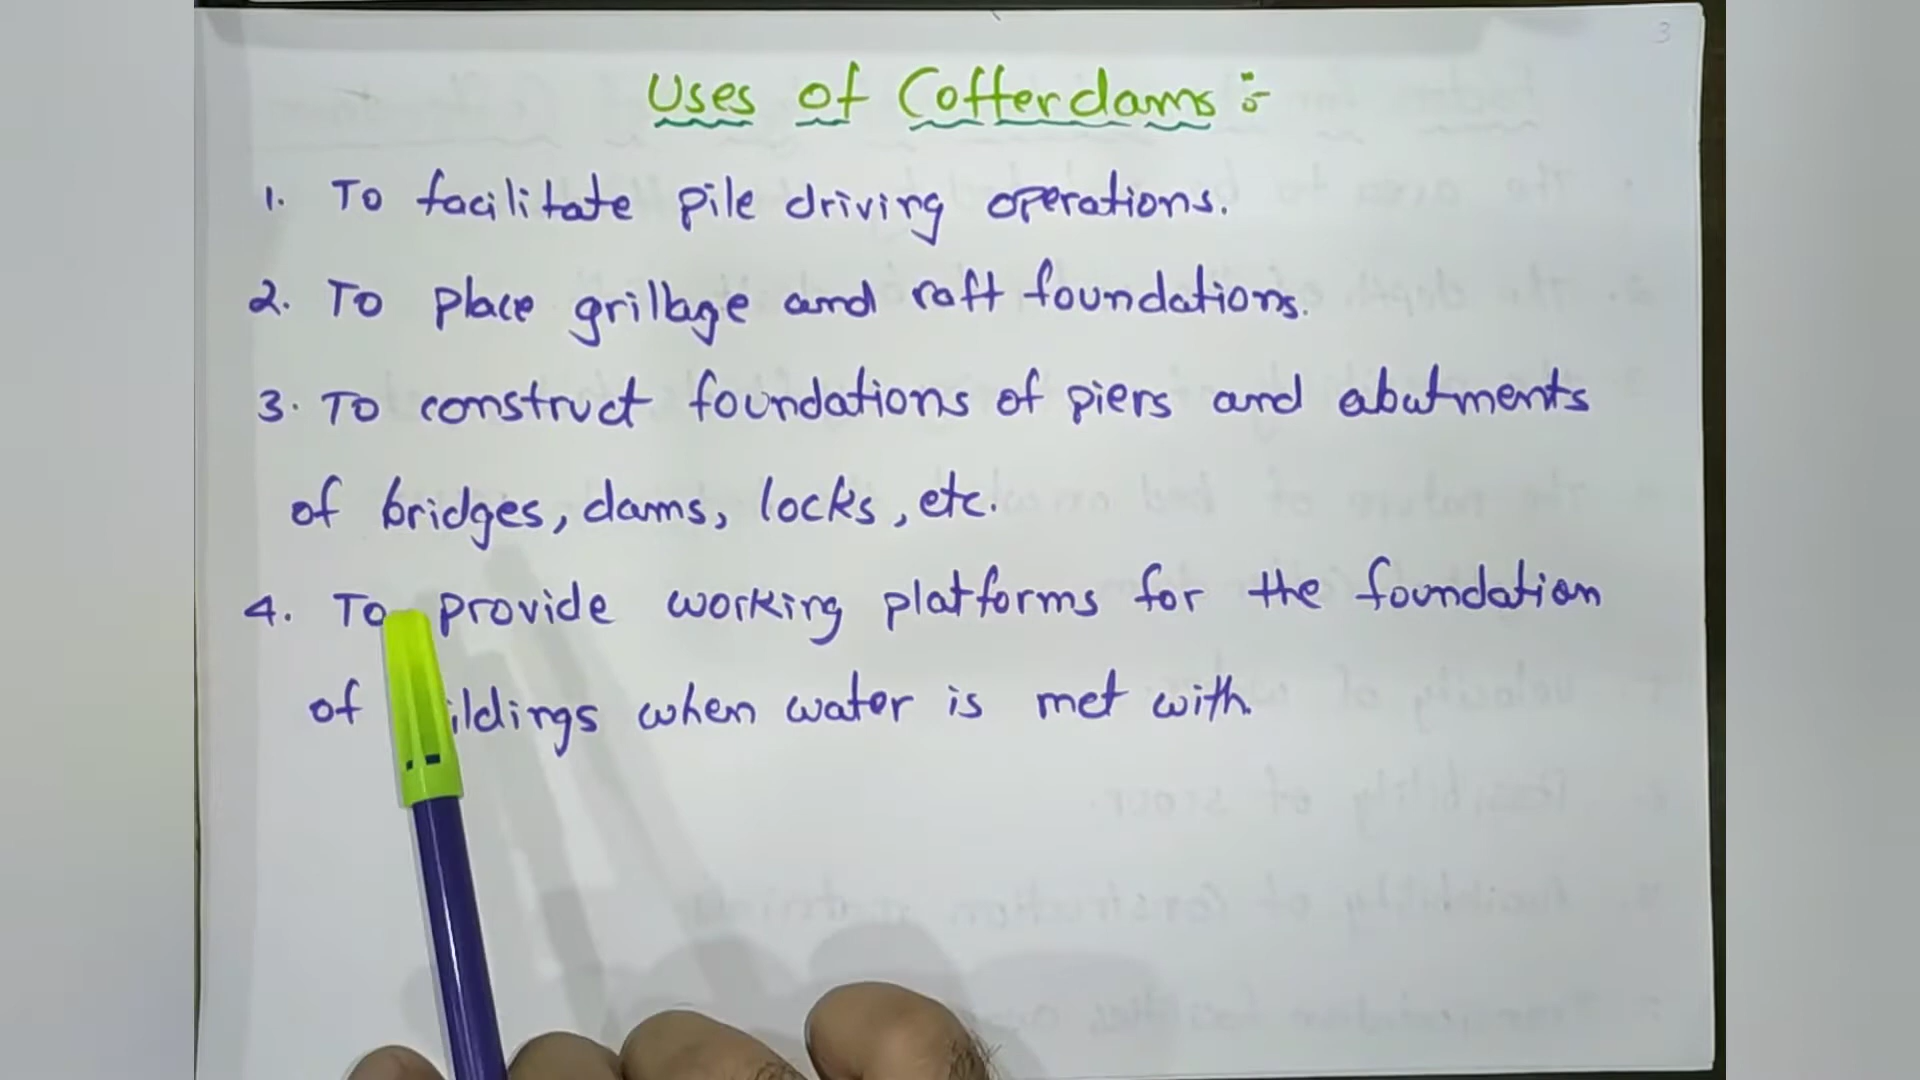 3
Uses of Cofferdams :-
1. To facilitate pile driving operations.
2. To place grillage and raft foundations.
3. To construct foundations of piers and abutments
of bridges, dams, locks, etc.
4. To provide working platforms for the foundation
of ildings when water is met with